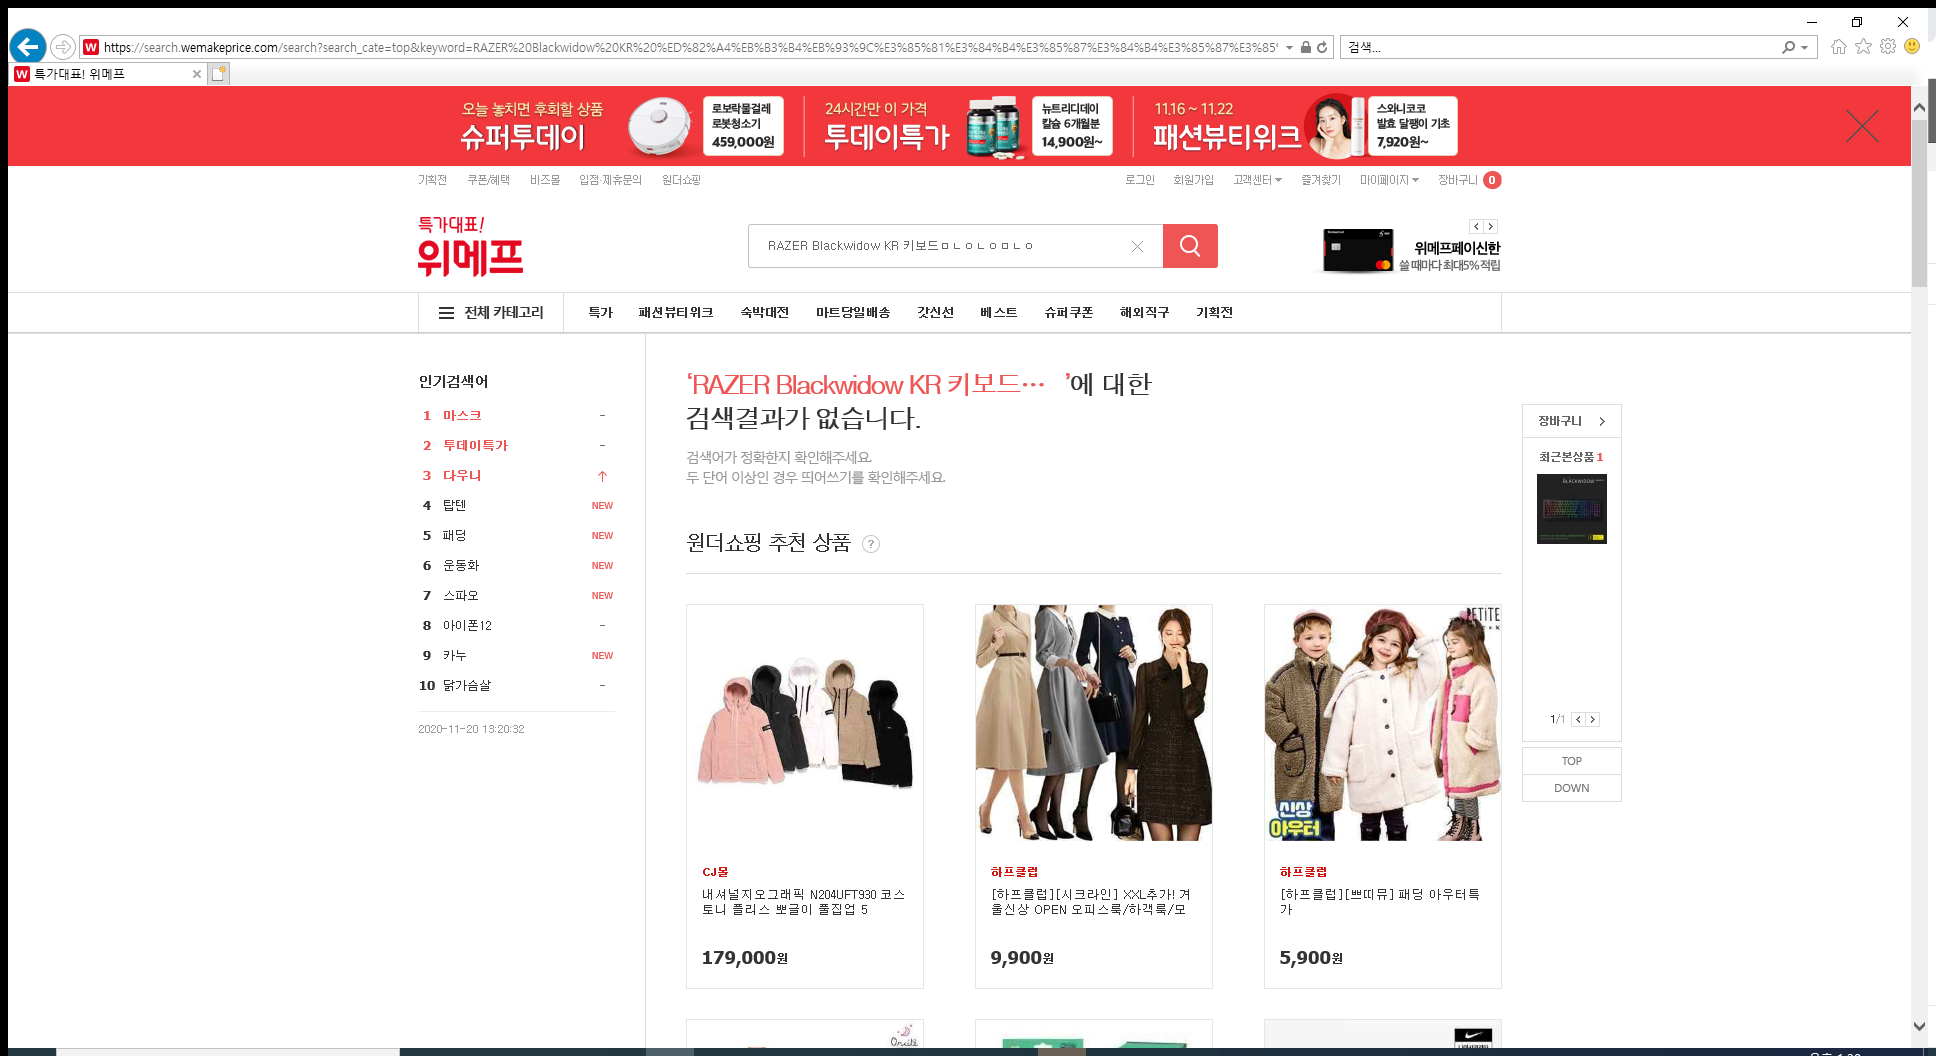 https://search.wemakeprice.com/search?search_cate=top&keyword=RAZER%20Blackwidow%20KR%20%ED%82%A4%EB%B3%B4%EB%93%9C%E3%85%81%E3%84%B4%E3%85%87%E3%84%B4%E3%85%87%E3%85%
검색...
특가대표! 위메프
오늘 놓치면 후회할 상품
슈퍼투데이
로보락물걸레
로봇청소기
459,000원
24시간만 이 가격
투데이특가
뉴트리디데이
칼슘 6개월분
14,900원~
11.16 ~ 11.22
패션뷰티위크
스와니코코
발효 달팽이 기초
7,920원~
기획전 쿠폰/혜택 비즈몰 입점·제휴문의 원더쇼핑
로그인 회원가입 고객센터 즐겨찾기 마이페이지 장바구니 0
특가대표!
위메프
RAZER Blackwidow KR 키보드ㅁㄴㅇㄴㅇㅁㄴㅇ
위메프페이신한
쓸 때마다 최대5% 적립
전체 카테고리 특가 패션뷰티위크 숙박대전 마트당일배송 갓신선 베스트 슈퍼쿠폰 해외직구 기획전
인기검색어
1 마스크 -
2 투데이특가 -
3 다우니 ↑
4 탑텐 NEW
5 패딩 NEW
6 운동화 NEW
7 스파오 NEW
8 아이폰12 -
9 카누 NEW
10 닭가슴살 -
2020-11-20 13:20:32
‘RAZER Blackwidow KR 키보드… ’에 대한
검색결과가 없습니다.
검색어가 정확한지 확인해주세요.
두 단어 이상인 경우 띄어쓰기를 확인해주세요.
원더쇼핑 추천 상품 ?
신상
아우터
CJ몰
내셔널지오그래픽 N204UFT930 코스
토니 플리스 뽀글이 풀집업 5
179,000원
하프클럽
[하프클럽][시크라인] XXL추가! 겨
울신상 OPEN 오피스룩/하객룩/모
9,900원
하프클럽
[하프클럽][쁘띠뮤] 패딩 아우터특
가
5,900원
장바구니 >
최근본상품 1
BLACKWIDOW
1/1
TOP
DOWN